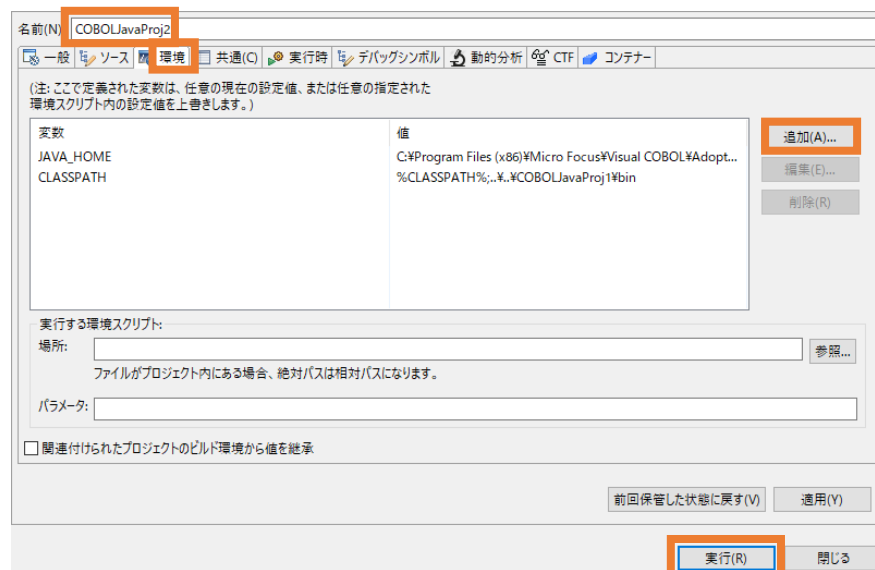 名前(N) COBOLJavaProj2
一般 ソース 環境 共通(C) 実行時 デバッグシンボル 動的分析 CTF コンテナー
(注: ここで定義された変数は、任意の現在の設定値、または任意の指定された
環境スクリプト内の設定値を上書きします。)
変数 値
JAVA_HOME C:¥Program Files (x86)¥Micro Focus¥Visual COBOL¥Adopt...
CLASSPATH %CLASSPATH%;..¥..¥COBOLJavaProj1¥bin
追加(A)...
編集(E)...
削除(R)
実行する環境スクリプト:
場所:
参照...
ファイルがプロジェクト内にある場合、絶対パスは相対パスになります。
パラメータ:
関連付けられたプロジェクトのビルド環境から値を継承
前回保管した状態に戻す(V) 適用(Y)
実行(R) 閉じる